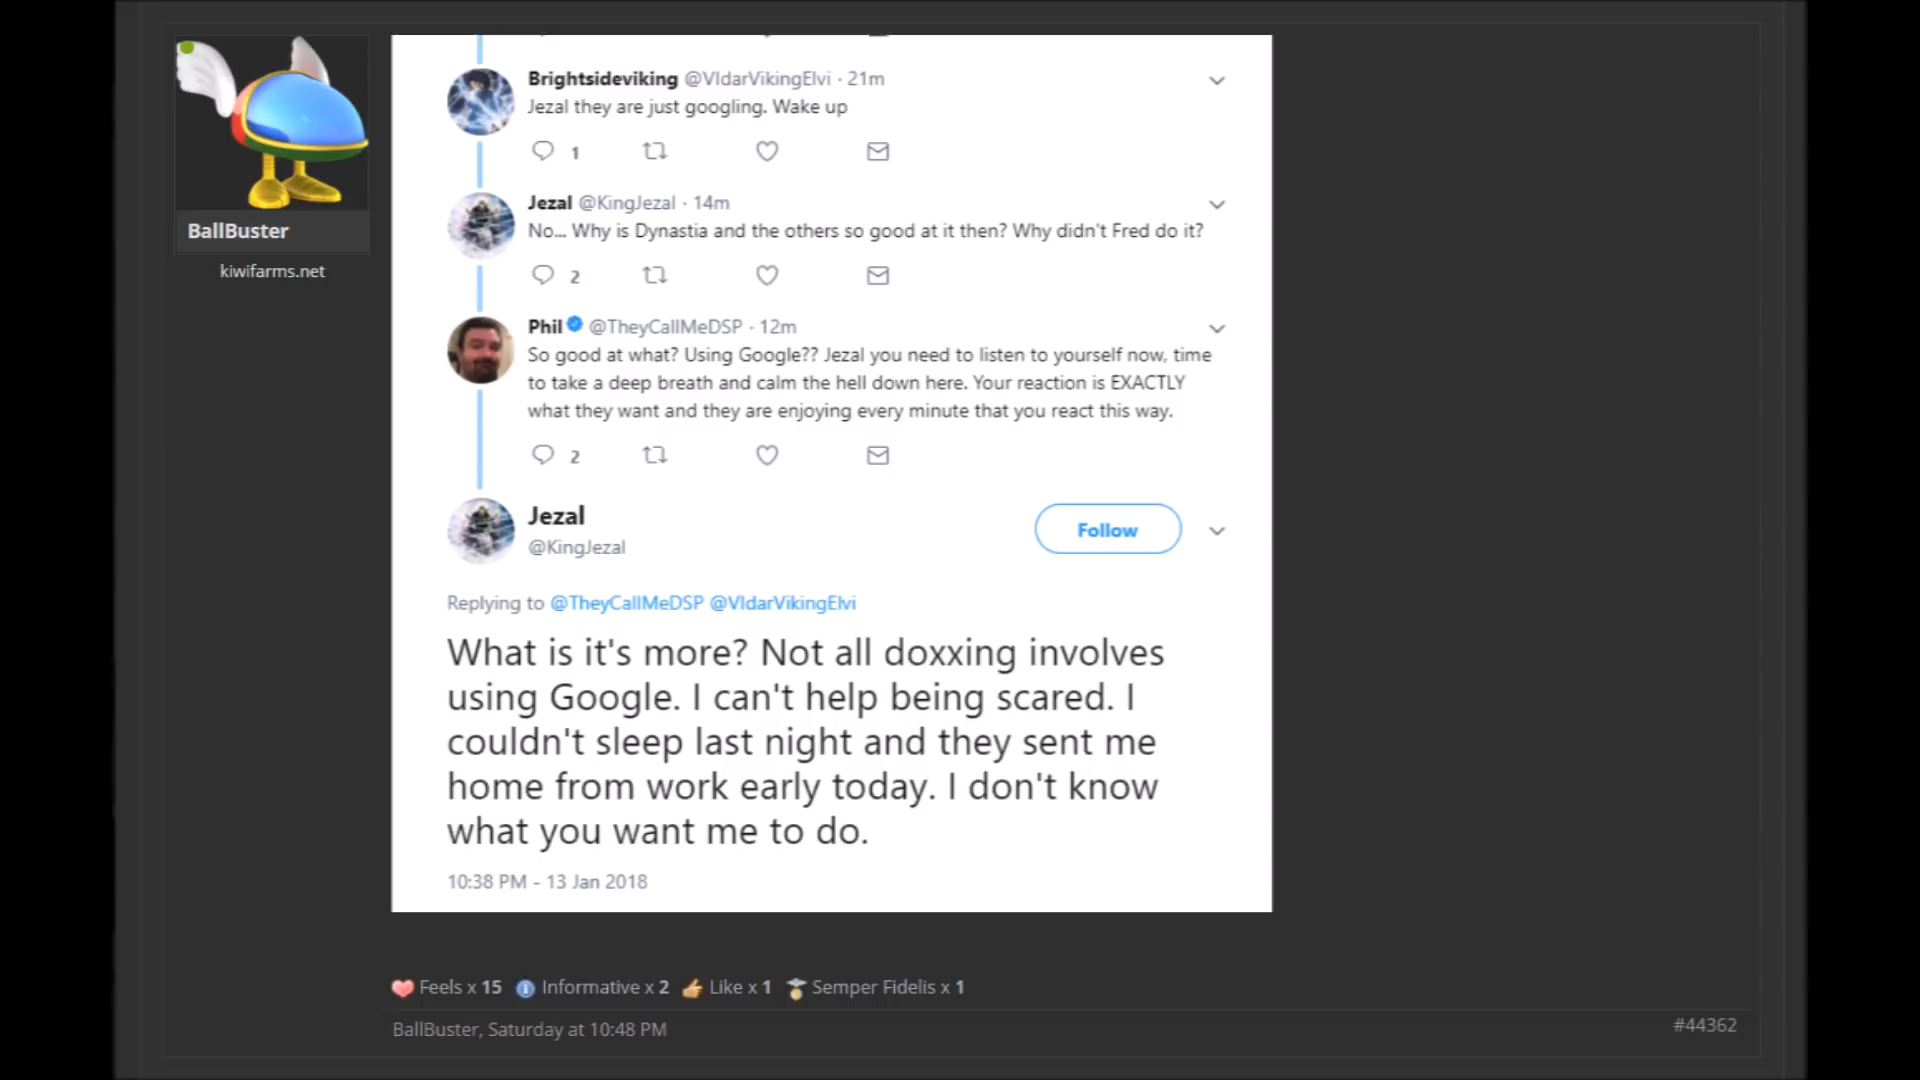 Brightsideviking @VIdarVikingElvi · 21m
Jezal they are just googling. Wake up
1
Jezal @KingJezal · 14m
No... Why is Dynastia and the others so good at it then? Why didn't Fred do it?
2
Phil @TheyCallMeDSP · 12m
So good at what? Using Google?? Jezal you need to listen to yourself now, time
to take a deep breath and calm the hell down here. Your reaction is EXACTLY
what they want and they are enjoying every minute that you react this way.
2
Jezal
@KingJezal
Follow
Replying to @TheyCallMeDSP @VIdarVikingElvi
What is it's more? Not all doxxing involves
using Google. I can't help being scared. I
couldn't sleep last night and they sent me
home from work early today. I don't know
what you want me to do.
10:38 PM - 13 Jan 2018
BallBuster
kiwifarms.net
Feels x 15 Informative x 2 Like x 1 Semper Fidelis x 1
BallBuster, Saturday at 10:48 PM
#44362